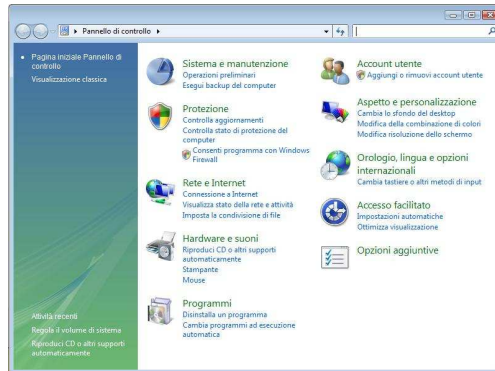 Pannello di controllo
Pagina iniziale Pannello di
controllo
Visualizzazione classica
Sistema e manutenzione
Operazioni preliminari
Esegui backup del computer
Protezione
Controlla aggiornamenti
Controlla stato di protezione del
computer
Consenti programma con Windows
Firewall
Rete e Internet
Connessione a Internet
Visualizza stato della rete e attività
Imposta la condivisione di file
Hardware e suoni
Riproduci CD o altri supporti
automaticamente
Stampante
Mouse
Programmi
Disinstalla un programma
Cambia programmi ad esecuzione
automatica
Account utente
Aggiungi o rimuovi account utente
Aspetto e personalizzazione
Cambia lo sfondo del desktop
Modifica della combinazione di colori
Modifica risoluzione dello schermo
Orologio, lingua e opzioni
internazionali
Cambia tastiere o altri metodi di input
Accesso facilitato
Impostazioni automatiche
Ottimizza visualizzazione
Opzioni aggiuntive
Attività recenti
Regola il volume di sistema
Riproduci CD o altri supporti
automaticamente